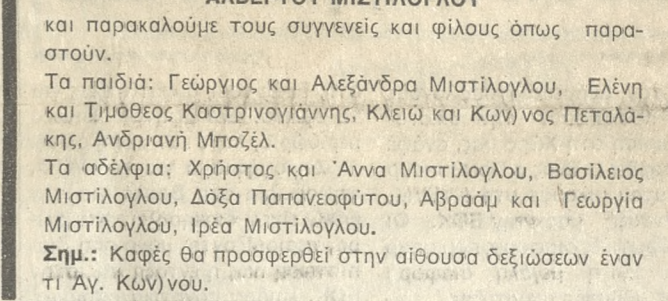 ΜΙΣΤΙΛΟΓΛΟΥ
και παρακαλούμε τους συγγενείς και φίλους όπως παρα-
στούν.
Τα παιδιά: Γεώργιος και Αλεξάνδρα Μιστίλογλου, Ελένη
και Τιμόθεος Καστρινογιάννης, Κλειώ και Κων)νος Πεταλά-
κης, Ανδριανή Μποζέλ.
Τα αδέλφια: Χρήστος και Άννα Μιστίλογλου, Βασίλειος
Μιστίλογλου, Δόξα Παπανεοφύτου, Αβραάμ και Γεωργία
Μιστίλογλου, Ιρέα Μιστίλογλου.
Σημ.: Καφές θα προσφερθεί στην αίθουσα δεξιώσεων έναν
τι Άγ. Κων)νου.